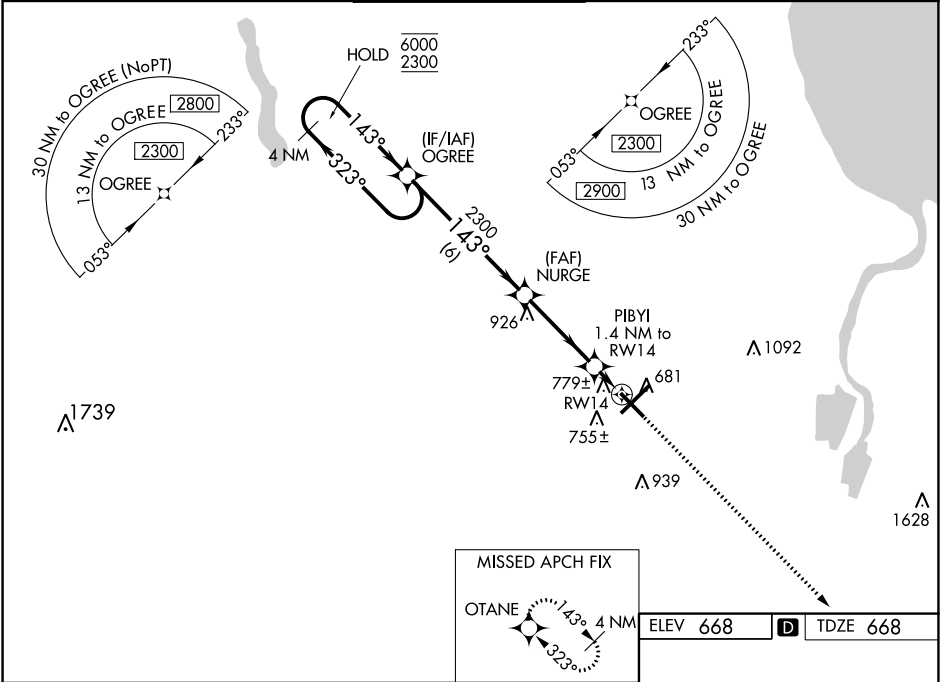 30 NM to OGREE (NoPT)
2800
233°
13 NM to OGREE
2300
OGREE
053°
HOLD 6000
2300
4 NM
143°
323°
(IF/IAF)
OGREE
2300
143°
(6)
(FAF)
NURGE
926
PIBYI
1.4 NM to
RW14
779±
681
RW14
755±
939
1092
1739
1628
233°
OGREE
2300
053°
13 NM to OGREE
2900
30 NM to OGREE
MISSED APCH FIX
OTANE
143°
4 NM
323°
ELEV 668 D TDZE 668